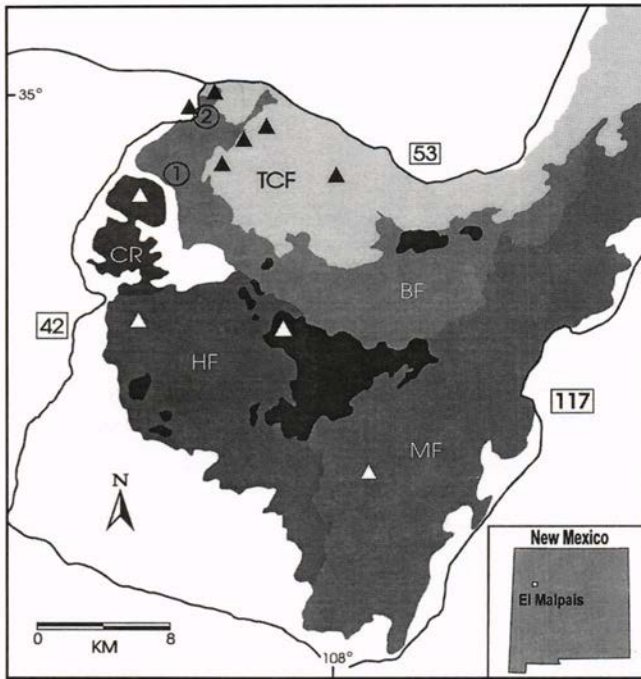 35°
2
53
1
TCF
CR
BF
42
HF
117
MF
N
New Mexico
El Malpais
0 8
KM
108°